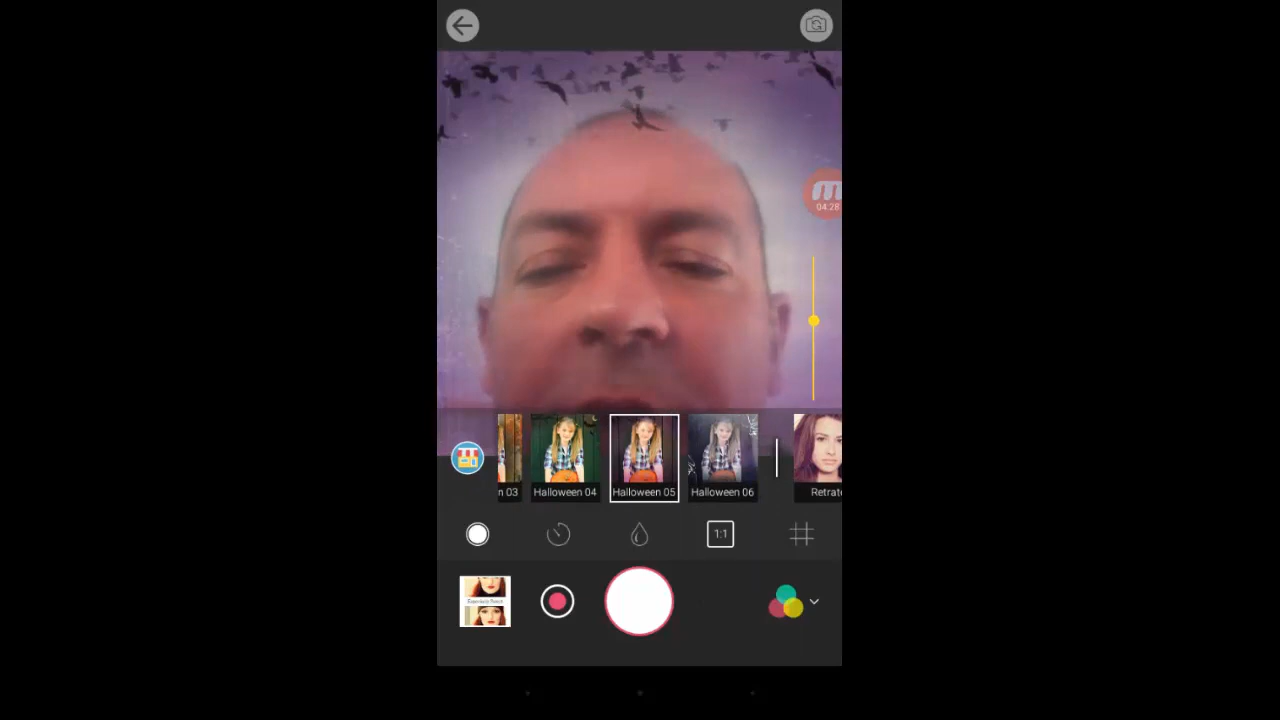 04:28
n 03
Halloween 04
Halloween 05
Halloween 06
Retrat
1:1